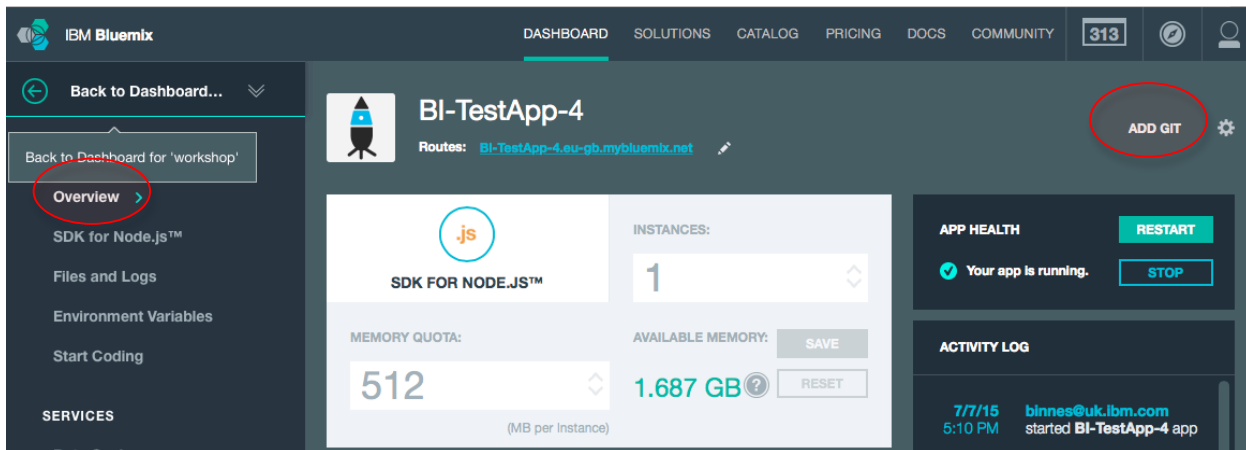 IBM Bluemix
DASHBOARD SOLUTIONS CATALOG PRICING DOCS COMMUNITY 313
Back to Dashboard...
Back to Dashboard for 'workshop'
Overview >
SDK for Node.js™
Files and Logs
Environment Variables
Start Coding
SERVICES
BI-TestApp-4
Routes: BI-TestApp-4.eu-gb.mybluemix.net
ADD GIT
.js
SDK FOR NODE.JS™
INSTANCES:
1
MEMORY QUOTA:
512
(MB per Instance)
AVAILABLE MEMORY:
SAVE
1.687 GB ?
RESET
APP HEALTH
RESTART
Your app is running.
STOP
ACTIVITY LOG
7/7/15 binnes@uk.ibm.com
5:10 PM started BI-TestApp-4 app